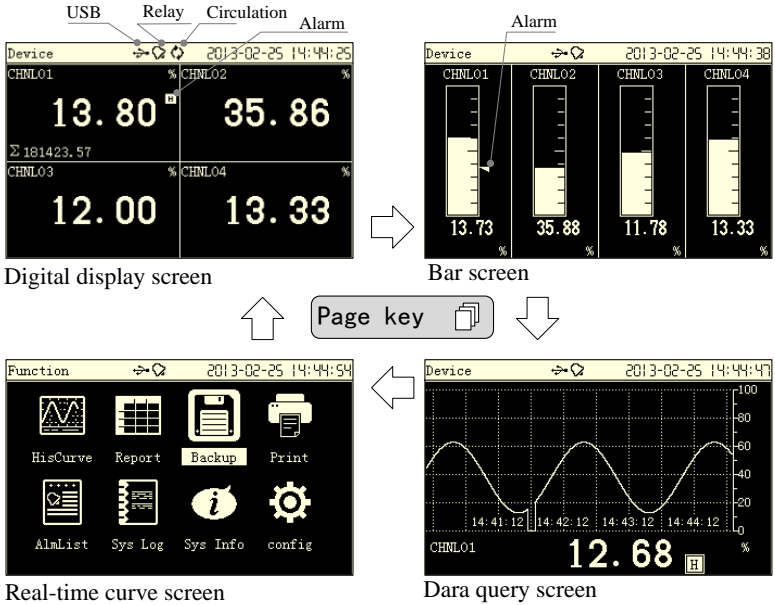 USB Relay Circulation Alarm
Device 2013-02-25 14:44:25
CHNL01 % CHNL02 %
13.80 H 35.86
Σ181423.57
CHNL03 % CHNL04 %
12.00 13.33
Digital display screen
Alarm
Device 2013-02-25 14:44:38
CHNL01 CHNL02 CHNL03 CHNL04
13.73 35.88 11.78 13.33
% % % %
Bar screen
Page key
Function 2013-02-25 14:44:54
HisCurve Report Backup Print
i
AlmList Sys Log Sys Info config
Real-time curve screen
Device 2013-02-25 14:44:47
100
80
60
40
20
14:41:12 14:42:12 14:43:12 14:44:12
0
CHNL01 12.68 H %
Dara query screen